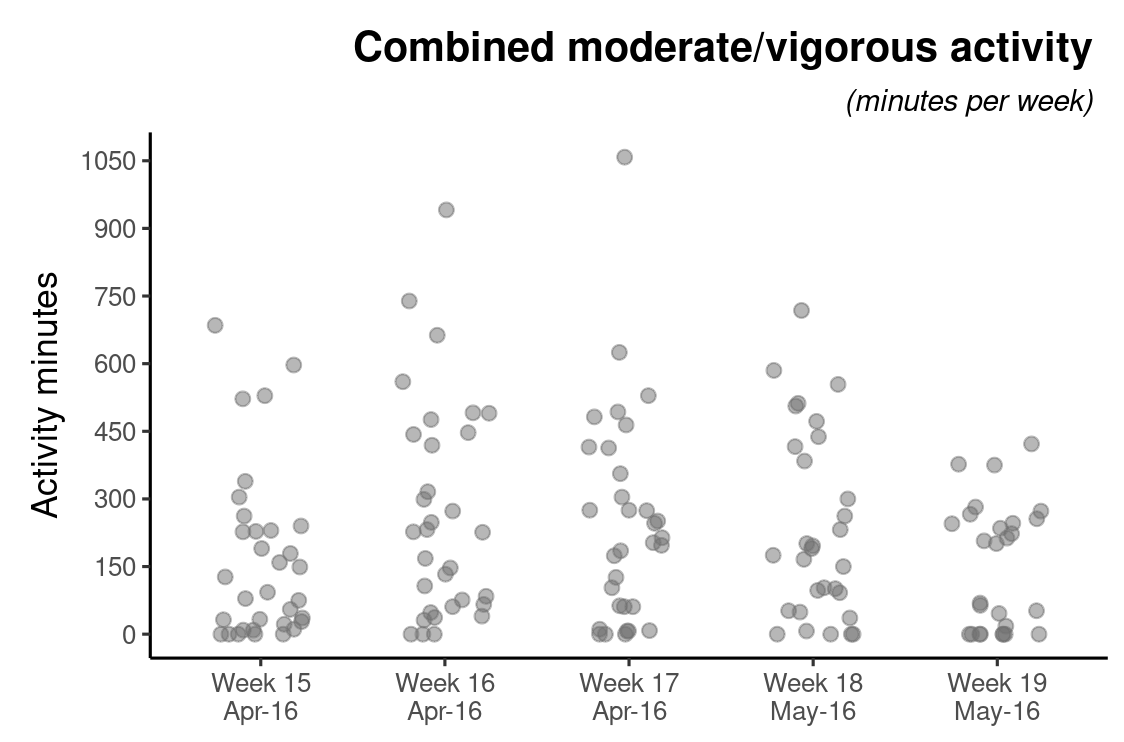 Combined moderate/vigorous activity
(minutes per week)
Activity minutes
1050
900
750
600
450
300
150
0
Week 15
Apr-16
Week 16
Apr-16
Week 17
Apr-16
Week 18
May-16
Week 19
May-16